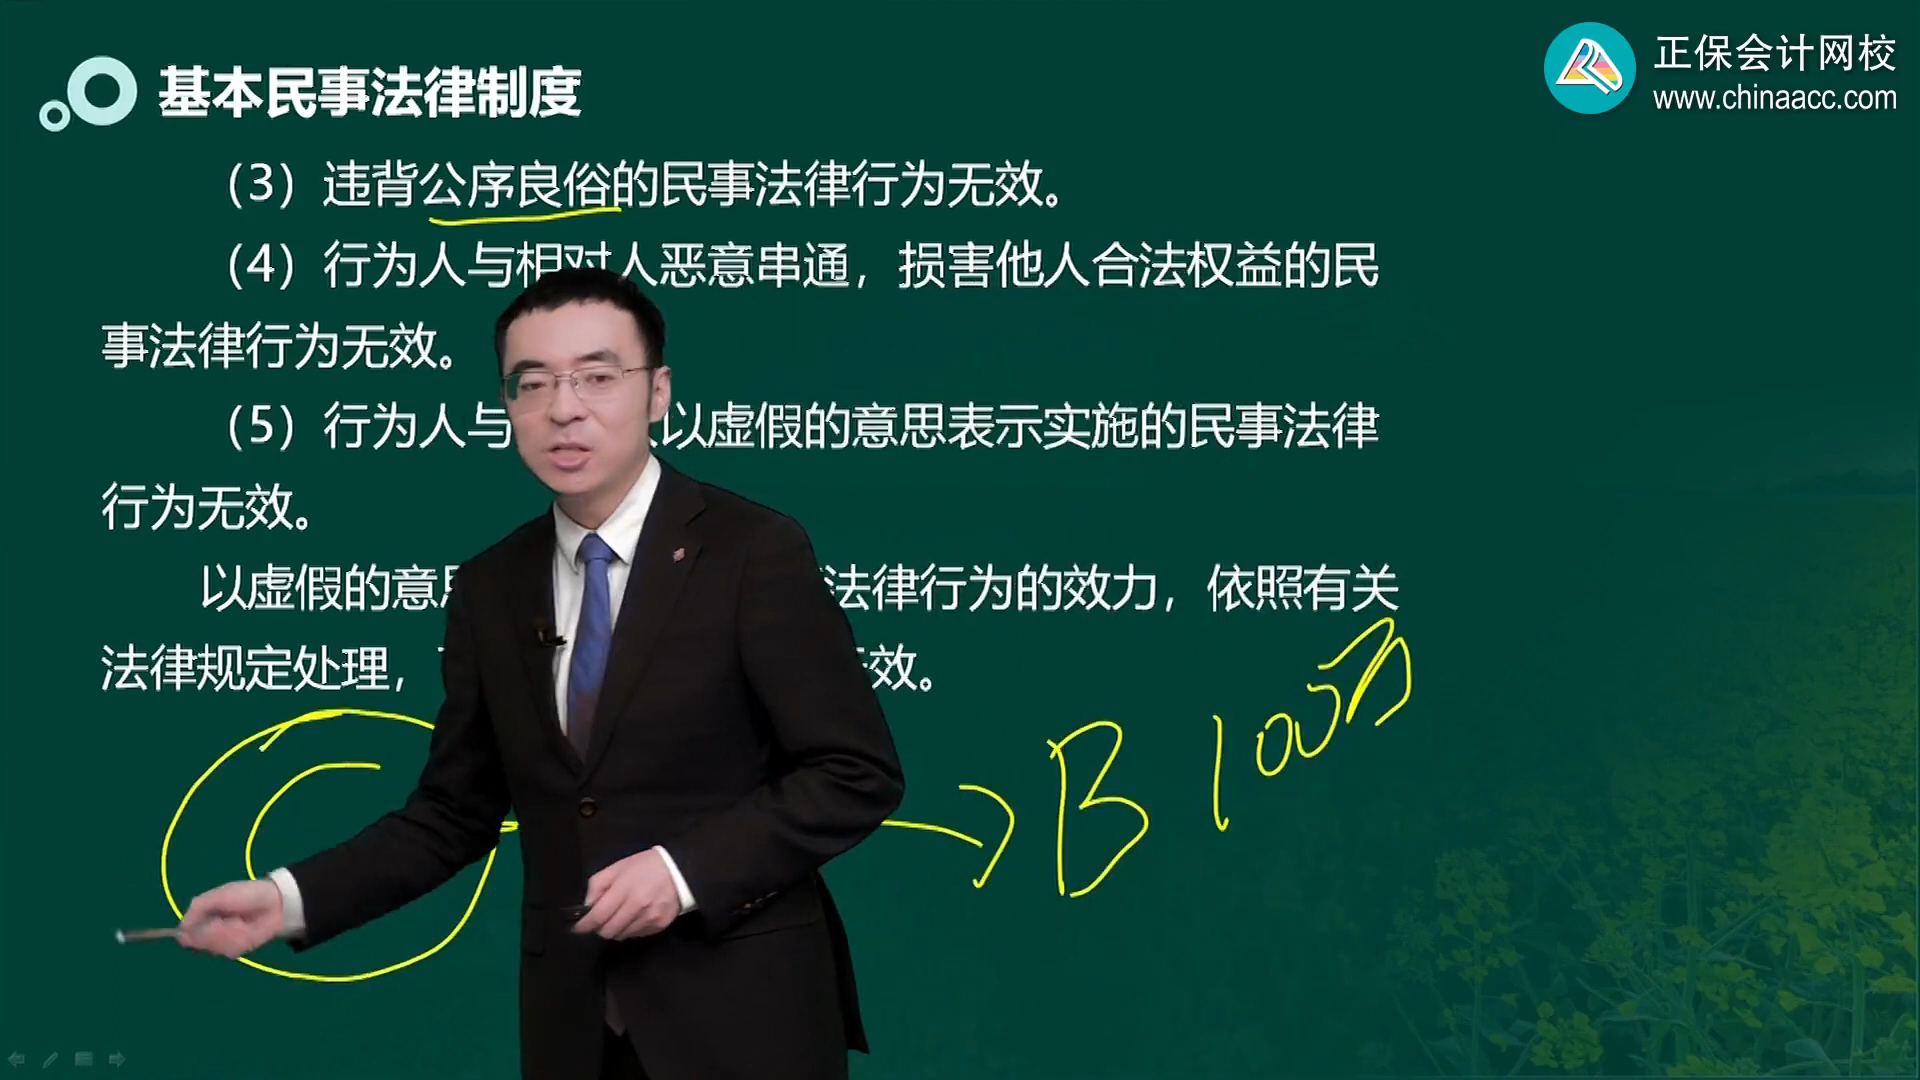 正保会计网校
www.chinaacc.com
基本民事法律制度
（3）违背公序良俗的民事法律行为无效。
（4）行为人与相对人恶意串通，损害他人合法权益的民
事法律行为无效。
（5）行为人与 以虚假的意思表示实施的民事法律
行为无效。
以虚假的意 法律行为的效力，依照有关
法律规定处理， 效。
B 100万